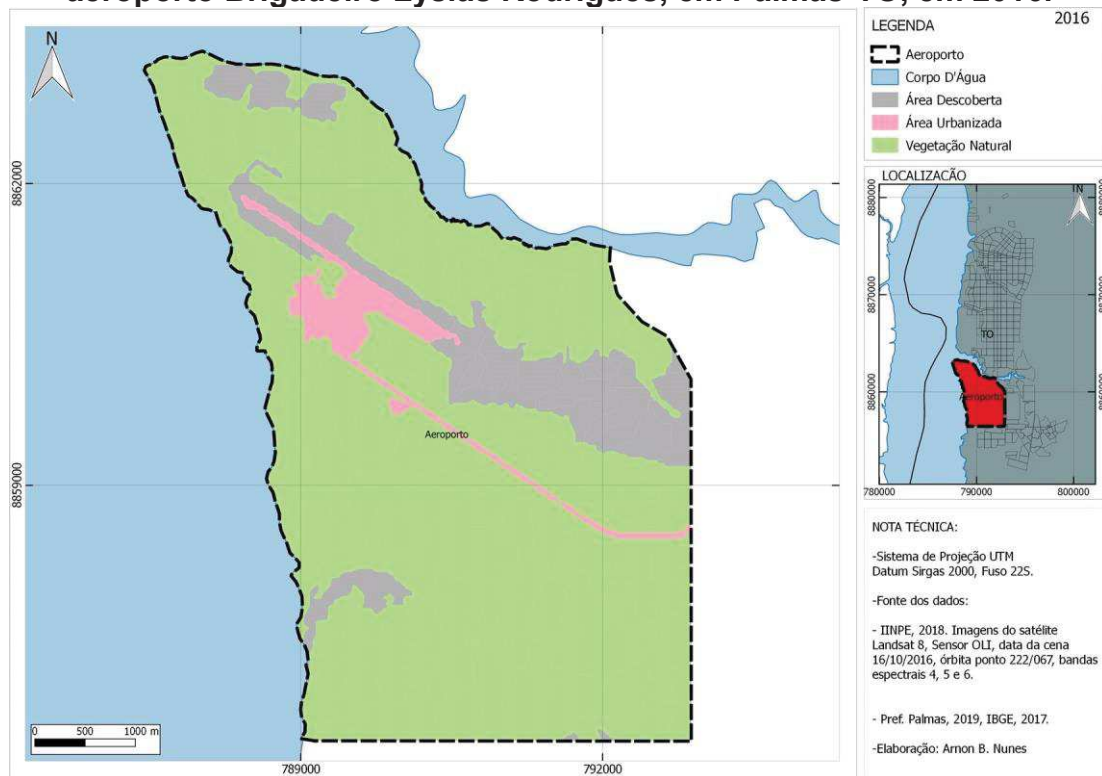 aeroporto Brigadeiro Lysias Rodrigues, em Palmas-TO, em 2016.
N
8862000
8859000
Aeroporto
0 500 1000 m
789000 792000
LEGENDA 2016
Aeroporto
Corpo D'Água
Área Descoberta
Área Urbanizada
Vegetação Natural
LOCALIZACÃO
IN
8880000
8870000
8860000
8880000
8870000
8860000
TO
Aeroporto
780000 790000 800000
NOTA TÉCNICA:
-Sistema de Projeção UTM
Datum Sirgas 2000, Fuso 22S.
-Fonte dos dados:
- IINPE, 2018. Imagens do satélite
Landsat 8, Sensor OLI, data da cena
16/10/2016, órbita ponto 222/067, bandas
espectrais 4, 5 e 6.
- Pref. Palmas, 2019, IBGE, 2017.
-Elaboração: Arnon B. Nunes